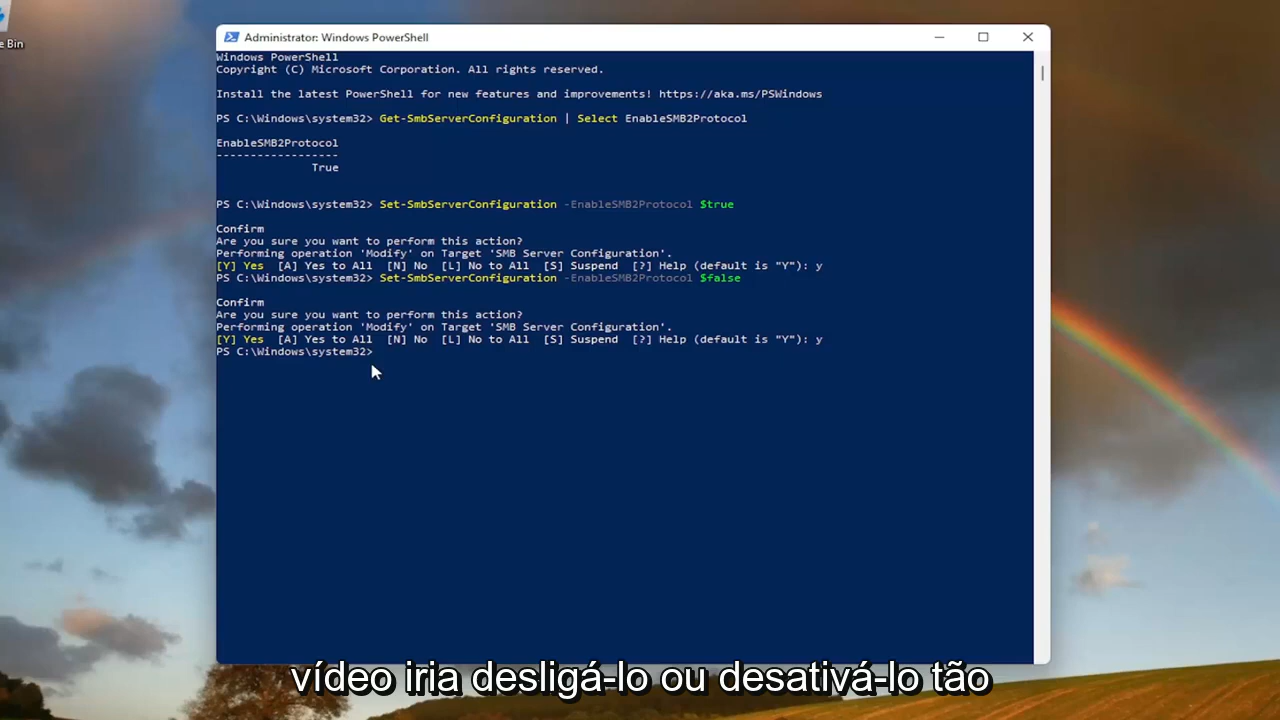 e Bin
Administrator: Windows PowerShell
Windows PowerShell
Copyright (C) Microsoft Corporation. All rights reserved.
Install the latest PowerShell for new features and improvements! https://aka.ms/PSWindows
PS C:\Windows\system32> Get-SmbServerConfiguration | Select EnableSMB2Protocol
EnableSMB2Protocol
------------------
True
PS C:\Windows\system32> Set-SmbServerConfiguration -EnableSMB2Protocol $true
Confirm
Are you sure you want to perform this action?
Performing operation 'Modify' on Target 'SMB Server Configuration'.
[Y] Yes  [A] Yes to All  [N] No  [L] No to All  [S] Suspend  [?] Help (default is "Y"): y
PS C:\Windows\system32> Set-SmbServerConfiguration -EnableSMB2Protocol $false
Confirm
Are you sure you want to perform this action?
Performing operation 'Modify' on Target 'SMB Server Configuration'.
[Y] Yes  [A] Yes to All  [N] No  [L] No to All  [S] Suspend  [?] Help (default is "Y"): y
PS C:\Windows\system32>
vídeo iria desligá-lo ou desativá-lo tão